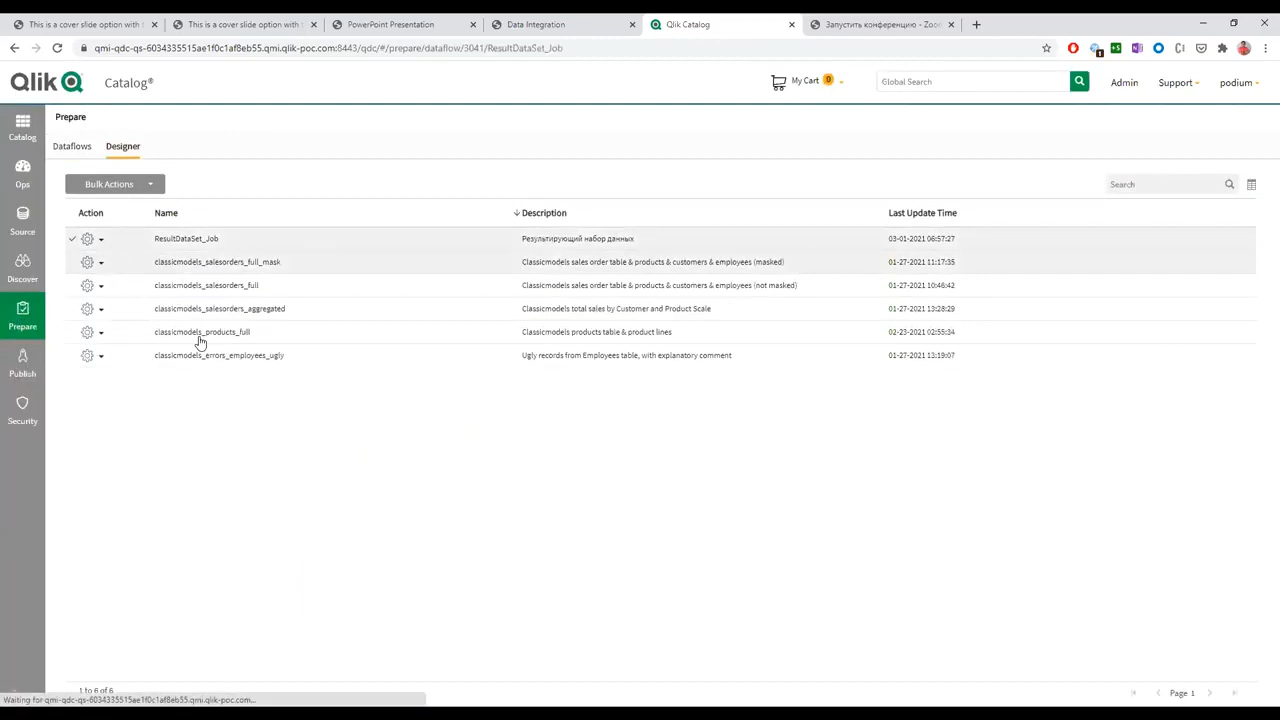 This is a cover slide option with t
This is a cover slide option with t
PowerPoint Presentation
Data Integration
Qlik Catalog
Запустить конференцию - Zoom
qmi-qdc-qs-6034335515ae1f0c1af8eb55.qmi.qlik-poc.com:8443/qdc/#/prepare/dataflow/3041/ResultDataSet_Job
Qlik Catalog®
My Cart 0
Global Search
Admin
Support
podium
Catalog
Ops
Source
Discover
Prepare
Publish
Security
Prepare
Dataflows Designer
Bulk Actions
Search
Action Name Description Last Update Time
ResultDataSet_Job Результирующий набор данных 03-01-2021 06:57:27
classicmodels_salesorders_full_mask Classicmodels sales order table & products & customers & employees (masked) 01-27-2021 11:17:35
classicmodels_salesorders_full Classicmodels sales order table & products & customers & employees (not masked) 01-27-2021 10:46:42
classicmodels_salesorders_aggregated Classicmodels total sales by Customer and Product Scale 01-27-2021 13:28:29
classicmodels_products_full Classicmodels products table & product lines 02-23-2021 02:55:34
classicmodels_errors_employees_ugly Ugly records from Employees table, with explanatory comment 01-27-2021 13:19:07
1 to 6 of 6
Page 1
Waiting for qmi-qdc-qs-6034335515ae1f0c1af8eb55.qmi.qlik-poc.com...